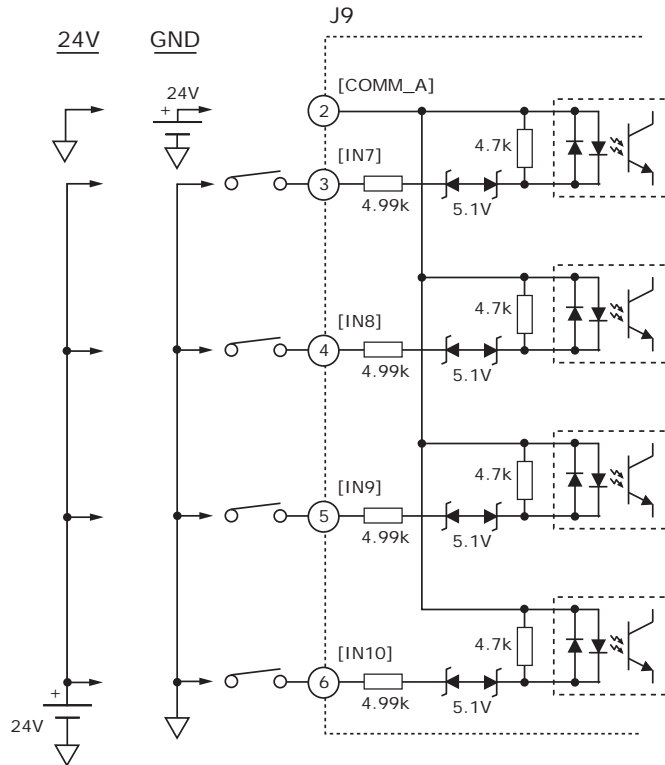 J9
24V GND
24V
+
[COMM_A]
2
4.7k
[IN7]
3
4.99k
5.1V
4.7k
[IN8]
4
4.99k
5.1V
4.7k
[IN9]
5
4.99k
5.1V
4.7k
[IN10]
6
4.99k
5.1V
+
24V